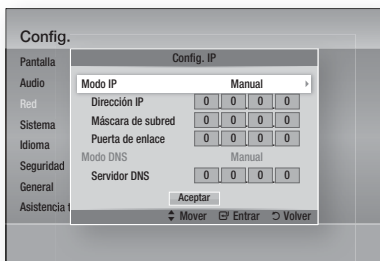 Config.
Pantalla
Audio
Red
Sistema
Idioma
Seguridad
General
Asistencia t
Config. IP
Modo IP Manual
Dirección IP 0 0 0 0
Máscara de subred 0 0 0 0
Puerta de enlace 0 0 0 0
Modo DNS Manual
Servidor DNS 0 0 0 0
Aceptar
Mover Entrar Volver